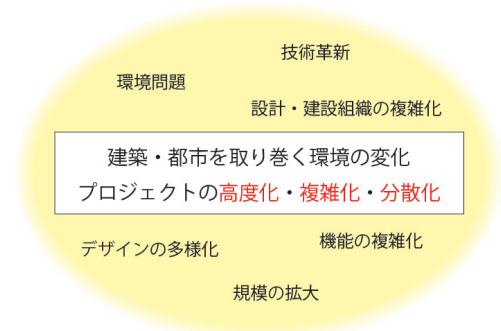 技術革新
環境問題
設計・建設組織の複雑化
建築・都市を取り巻く環境の変化
プロジェクトの高度化・複雑化・分散化
機能の複雑化
デザインの多様化
規模の拡大